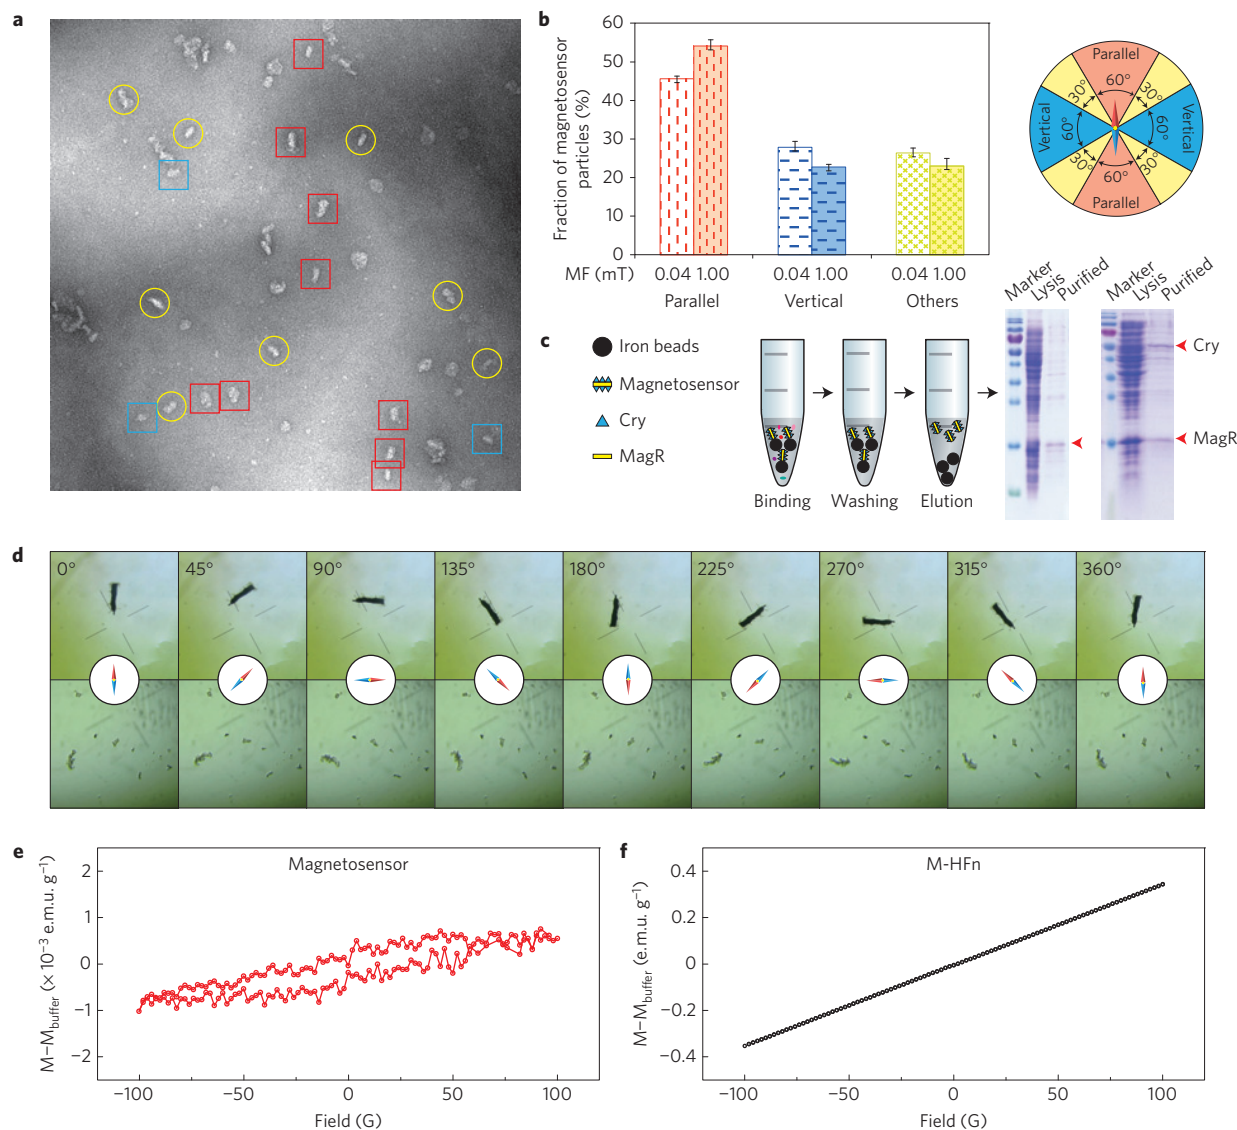 a
b
60
50
40
30
20
10
0
Fraction of magnetosensor
particles (%)
MF (mT)
0.04 1.00
0.04 1.00
0.04 1.00
Parallel
Vertical
Others
Parallel
60°
30°
30°
Vertical
60°
60°
Vertical
30°
30°
60°
Parallel
c
Iron beads
Magnetosensor
Cry
MagR
Binding
Washing
Elution
Marker
Lysis
Purified
Marker
Lysis
Purified
Cry
MagR
d
0°
45°
90°
135°
180°
225°
270°
315°
360°
e
Magnetosensor
2
1
0
−1
−2
M−Mbuffer (× 10⁻³ e.m.u. g⁻¹)
−100
−50
0
50
100
Field (G)
f
M-HFn
0.4
0.2
0
−0.2
−0.4
M−Mbuffer (e.m.u. g⁻¹)
−100
−50
0
50
100
Field (G)